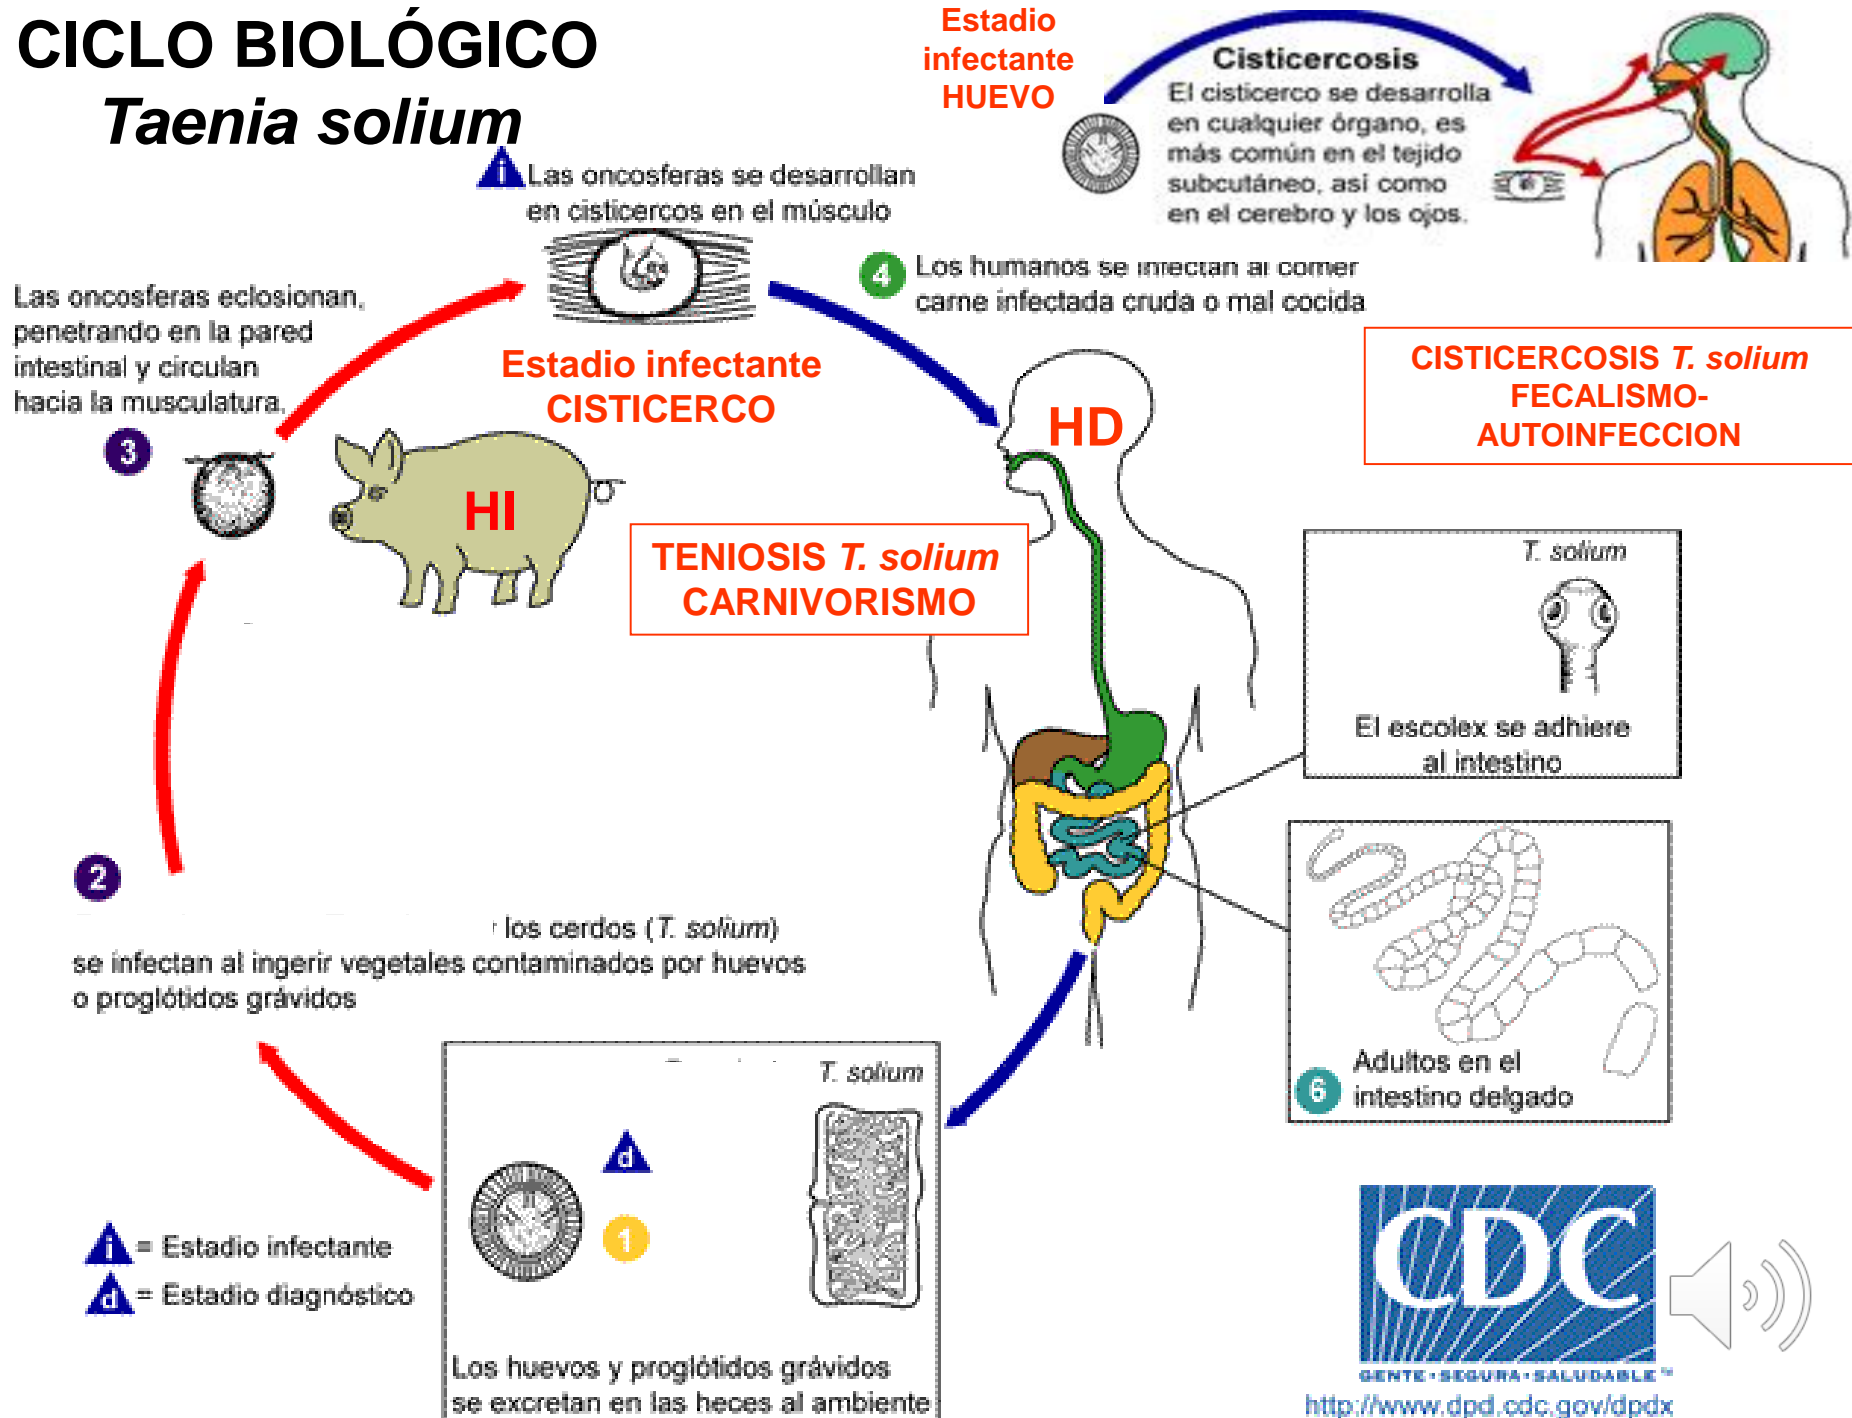 CICLO BIOLÓGICO
Taenia solium
Estadio
infectante
HUEVO
Cisticercosis
El cisticerco se desarrolla
en cualquier órgano, es
más común en el tejido
subcutáneo, así como
en el cerebro y los ojos.
i
Las oncosferas se desarrollan
en cisticercos en el músculo
4
Los humanos se infectan al comer
carne infectada cruda o mal cocida
Las oncosferas eclosionan,
penetrando en la pared
intestinal y circulan
hacia la musculatura.
3
Estadio infectante
CISTICERCO
CISTICERCOSIS T. solium
FECALISMO-
AUTOINFECCION
HD
HI
TENIOSIS T. solium
CARNIVORISMO
T. solium
El escolex se adhiere
al intestino
2
y los cerdos (T. solium)
se infectan al ingerir vegetales contaminados por huevos
o proglótidos grávidos
6
Adultos en el
intestino delgado
T. solium
d
1
Los huevos y proglótidos grávidos
se excretan en las heces al ambiente
i = Estadio infectante
d = Estadio diagnóstico
CDC
GENTE·SEGURA·SALUDABLE™
http://www.dpd.cdc.gov/dpdx